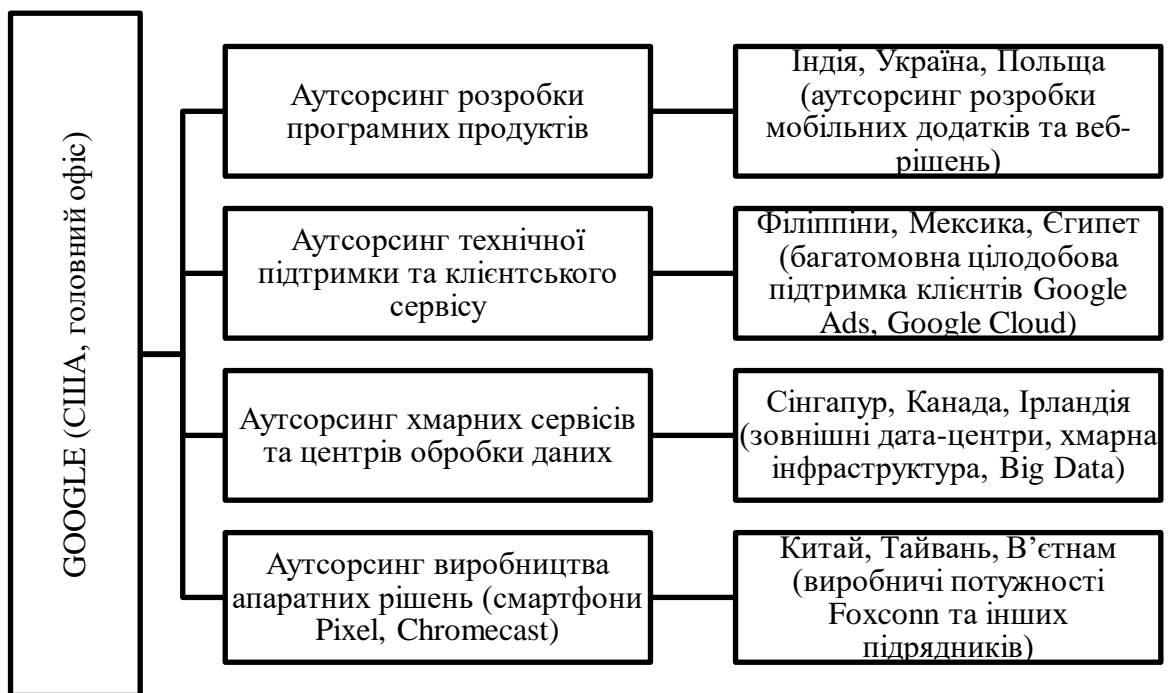 GOOGLE (США, головний офіс)
Аутсорсинг розробки
програмних продуктів
Індія, Україна, Польща
(аутсорсинг розробки
мобільних додатків та веб-
рішень)
Аутсорсинг технічної
підтримки та клієнтського
сервісу
Філіппіни, Мексика, Єгипет
(багатомовна цілодобова
підтримка клієнтів Google
Ads, Google Cloud)
Аутсорсинг хмарних сервісів
та центрів обробки даних
Сінгапур, Канада, Ірландія
(зовнішні дата-центри, хмарна
інфраструктура, Big Data)
Аутсорсинг виробництва
апаратних рішень (смартфони
Pixel, Chromecast)
Китай, Тайвань, В’єтнам
(виробничі потужності
Foxconn та інших
підрядників)